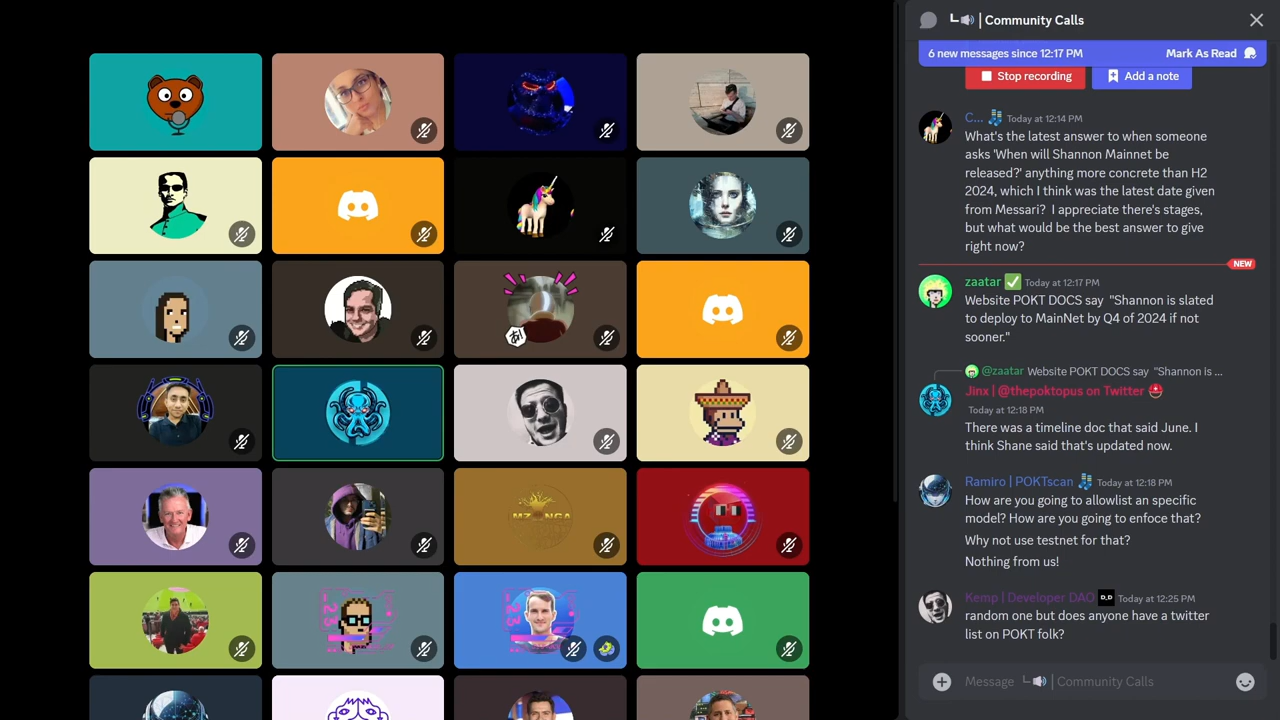 Community Calls
6 new messages since 12:17 PM
Mark As Read
Stop recording
Add a note
C... Today at 12:14 PM
What's the latest answer to when someone
asks 'When will Shannon Mainnet be
released?' anything more concrete than H2
2024, which I think was the latest date given
from Messari? I appreciate there's stages,
but what would be the best answer to give
right now?
NEW
zaatar Today at 12:17 PM
Website POKT DOCS say "Shannon is slated
to deploy to MainNet by Q4 of 2024 if not
sooner."
@zaatar Website POKT DOCS say "Shannon is ...
Jinx | @thepoktopus on Twitter
Today at 12:18 PM
There was a timeline doc that said June. I
think Shane said that's updated now.
Ramiro | POKTscan Today at 12:18 PM
How are you going to allowlist an specific
model? How are you going to enfoce that?
Why not use testnet for that?
Nothing from us!
Kemp | Developer DAO D_D Today at 12:25 PM
random one but does anyone have a twitter
list on POKT folk?
Message Community Calls